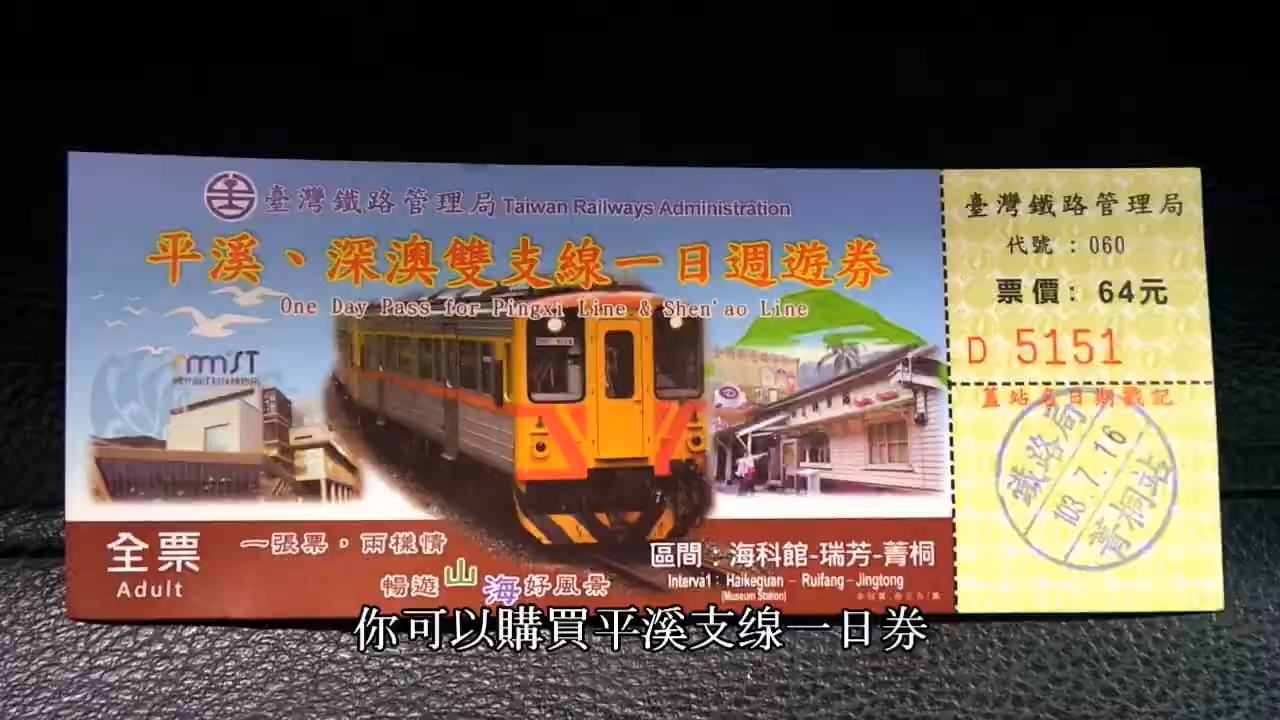 臺灣鐵路管理局 Taiwan Railways Administration
平溪、深澳雙支線一日週遊券
One Day Pass for Pingxi Line & Shen'ao Line
nmmST
全票
Adult
一張票，兩樣情
暢遊山海好風景
區間：海科館-瑞芳-菁桐
Interval: Haikeguan - Ruifang - Jingtong
(Museum Station)
臺灣鐵路管理局
代號：060
票價：64元
D 5151
蓋站名日期戳記
鐵路局
103.7.16
菁桐站
你可以購買平溪支线一日券